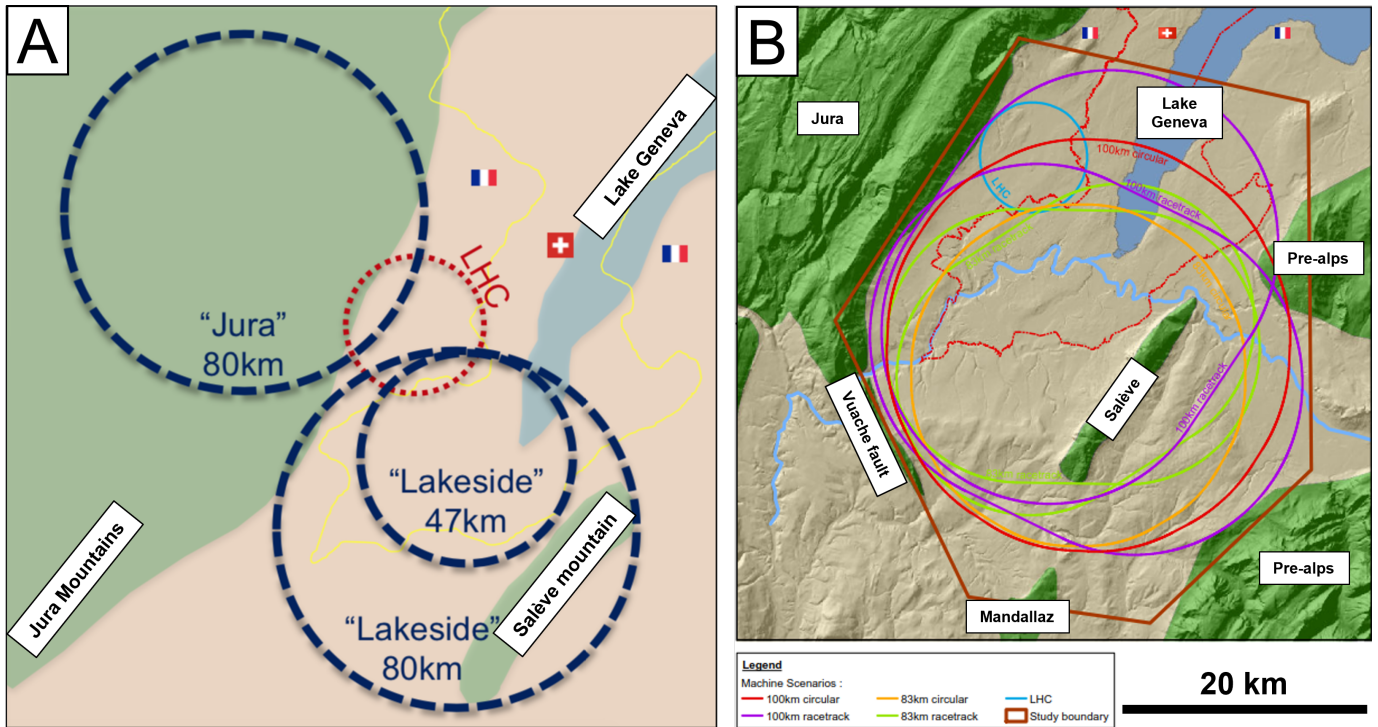 A
Lake Geneva
LHC
“Jura”
80km
“Lakeside”
47km
Jura Mountains
Salève mountain
“Lakeside”
80km
B
Jura
Lake
Geneva
100km circular
LHC
100km racetrack
Pre-alps
100km racetrack
Salève
Vuache fault
Pre-alps
Mandallaz
Legend
Machine Scenarios :
100km circular
83km circular
LHC
100km racetrack
83km racetrack
Study boundary
20 km